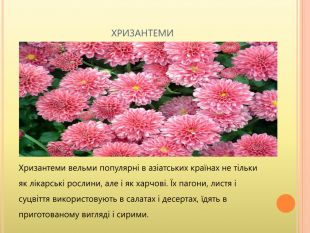 ХРИЗАНТЕМИ
Хризантеми вельми популярні в азіатських країнах не тільки
як лікарські рослини, але і як харчові. Їх пагони, листя і
суцвіття використовують в салатах і десертах, їдять в
приготованому вигляді і сирими.